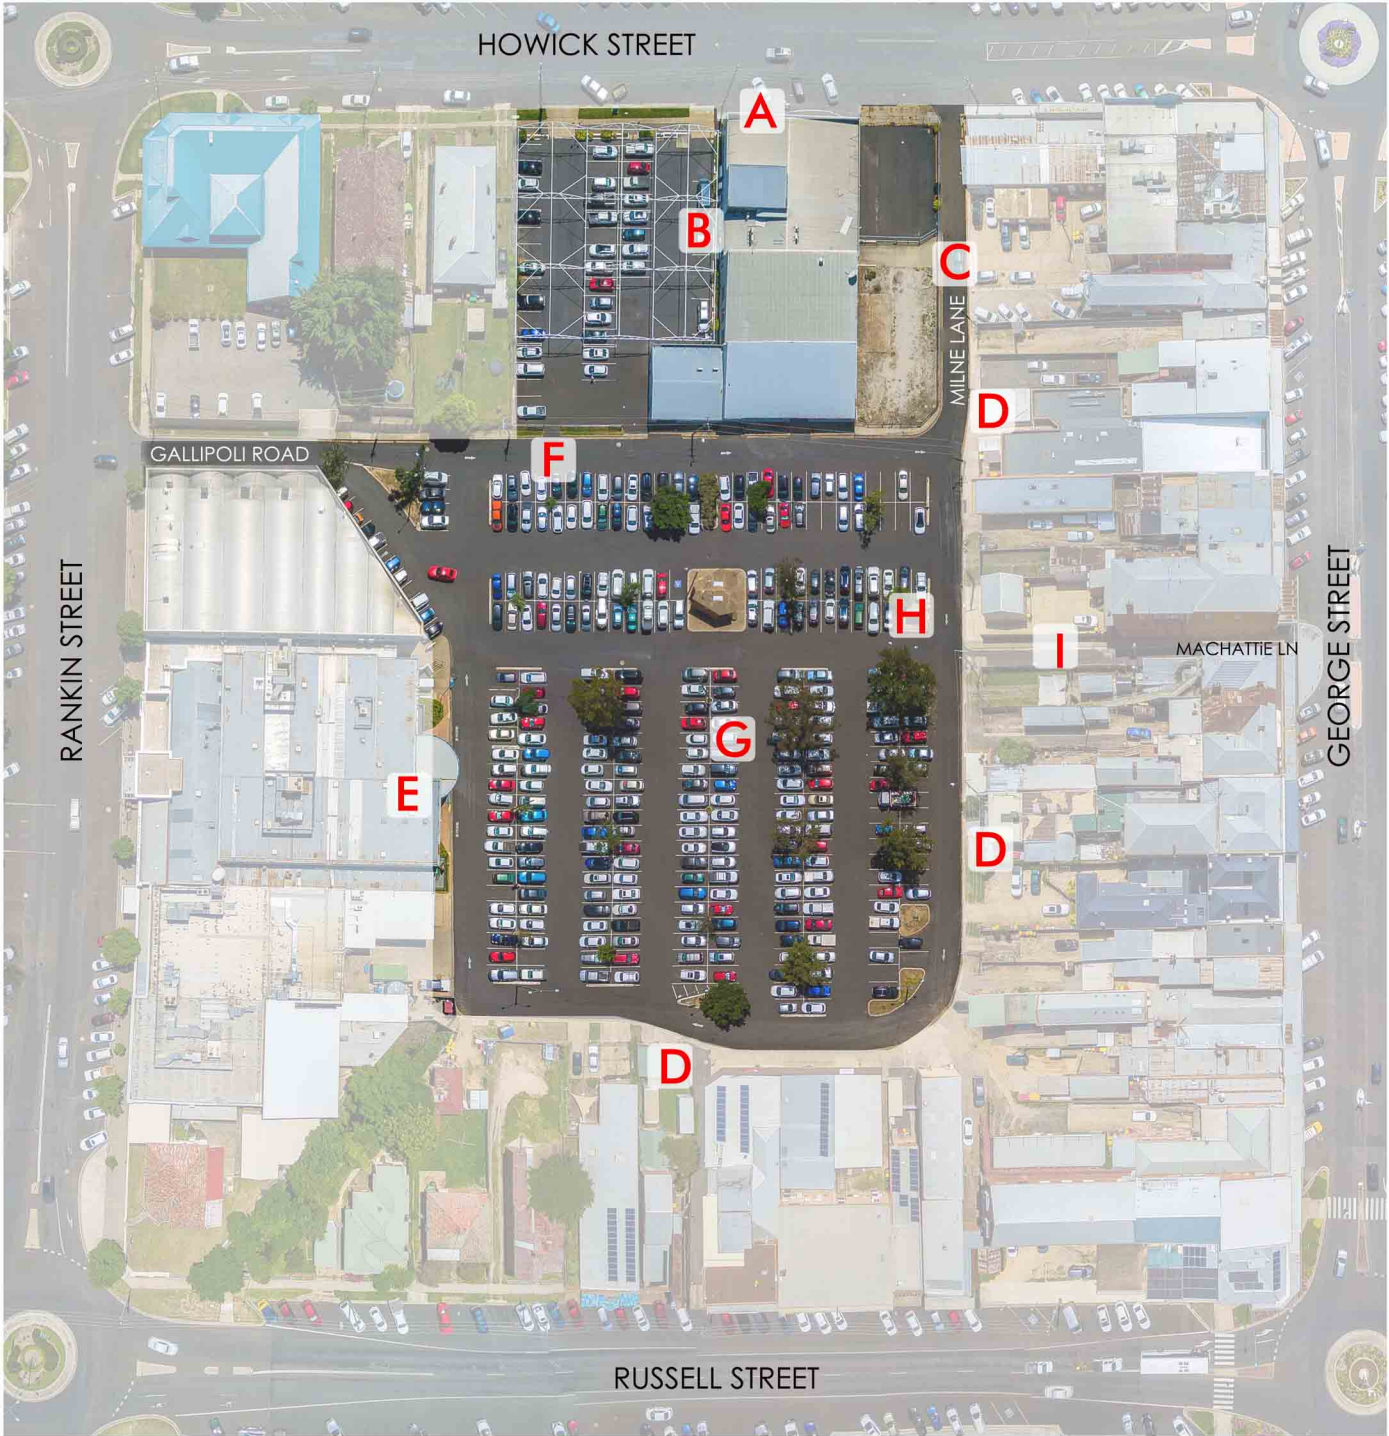 HOWICK STREET
A
B
C
MILNE LANE
D
F
GALLIPOLI ROAD
RANKIN STREET
H
I
MACHATTiE LN
GEORGE STREET
G
E
D
D
RUSSELL STREET